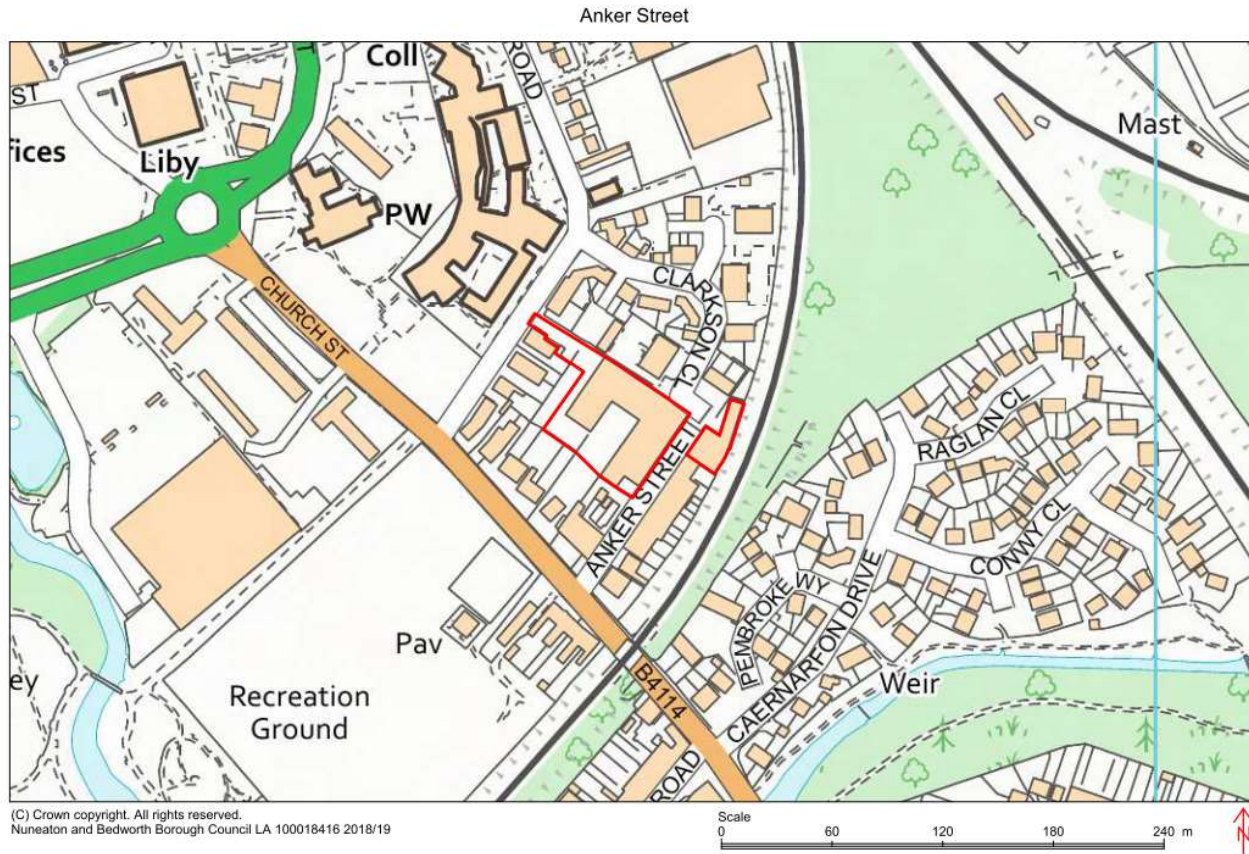 Anker Street
Coll
ROAD
ST
T
fices
Liby
PW
Mast
CHURCH ST
CLARKSON CL
ANKER STREET
RAGLAN CL
CONWY CL
PEMBROKE WY
CAERNARFON DRIVE
Pav
ey
Recreation
Ground
B4114
Weir
ROAD
(C) Crown copyright. All rights reserved.
Nuneaton and Bedworth Borough Council LA 100018416 2018/19
Scale
0 60 120 180 240 m
N